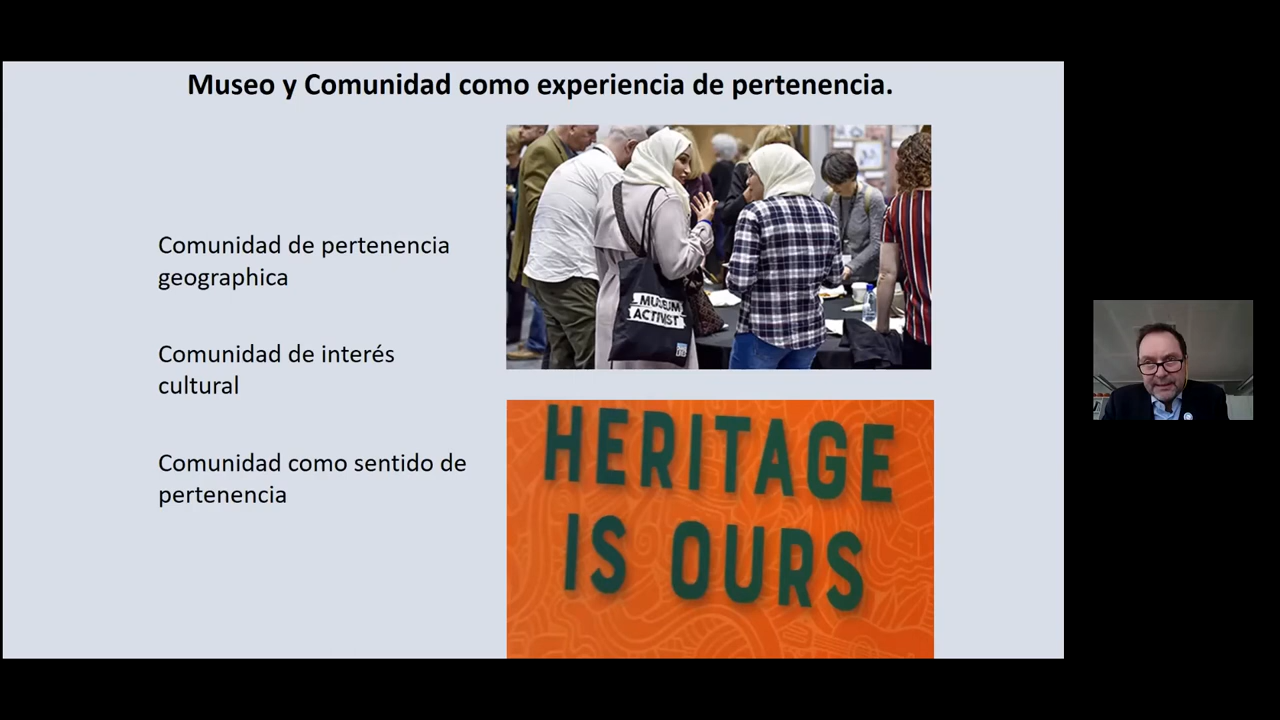 Museo y Comunidad como experiencia de pertenencia.
Comunidad de pertenencia
geographica
Comunidad de interés
cultural
Comunidad como sentido de
pertenencia
MUSEUM
ACTIVIST
HERITAGE
IS OURS